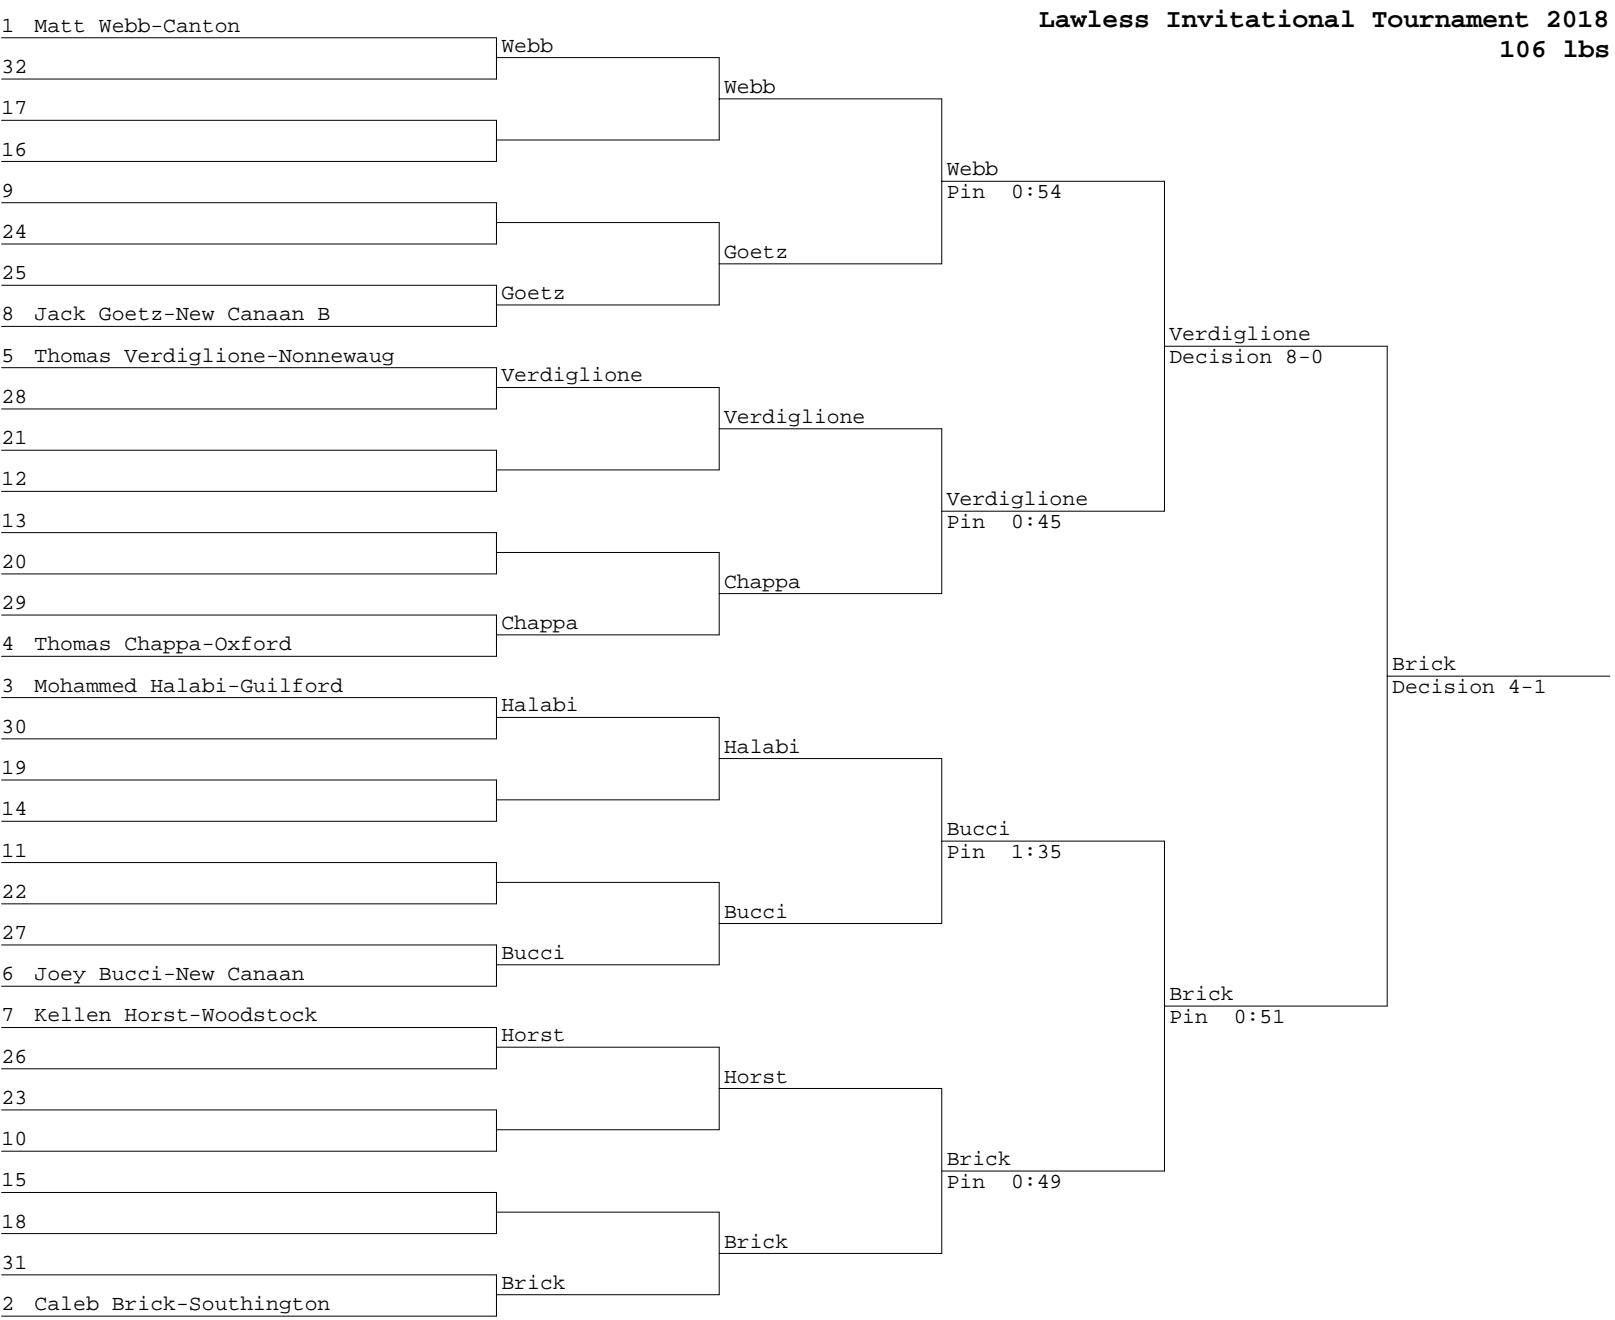 Lawless Invitational Tournament 2018
106 lbs
1 Matt Webb-Canton
Webb
32
Webb
17
16
Webb
Pin 0:54
9
24
Goetz
25
Goetz
8 Jack Goetz-New Canaan B
Verdiglione
Decision 8-0
5 Thomas Verdiglione-Nonnewaug
Verdiglione
28
Verdiglione
21
12
Verdiglione
Pin 0:45
13
20
Chappa
29
Chappa
4 Thomas Chappa-Oxford
Brick
Decision 4-1
3 Mohammed Halabi-Guilford
Halabi
30
Halabi
19
14
Bucci
Pin 1:35
11
22
Bucci
27
Bucci
6 Joey Bucci-New Canaan
Brick
Pin 0:51
7 Kellen Horst-Woodstock
Horst
26
Horst
23
10
Brick
Pin 0:49
15
18
Brick
31
Brick
2 Caleb Brick-Southington